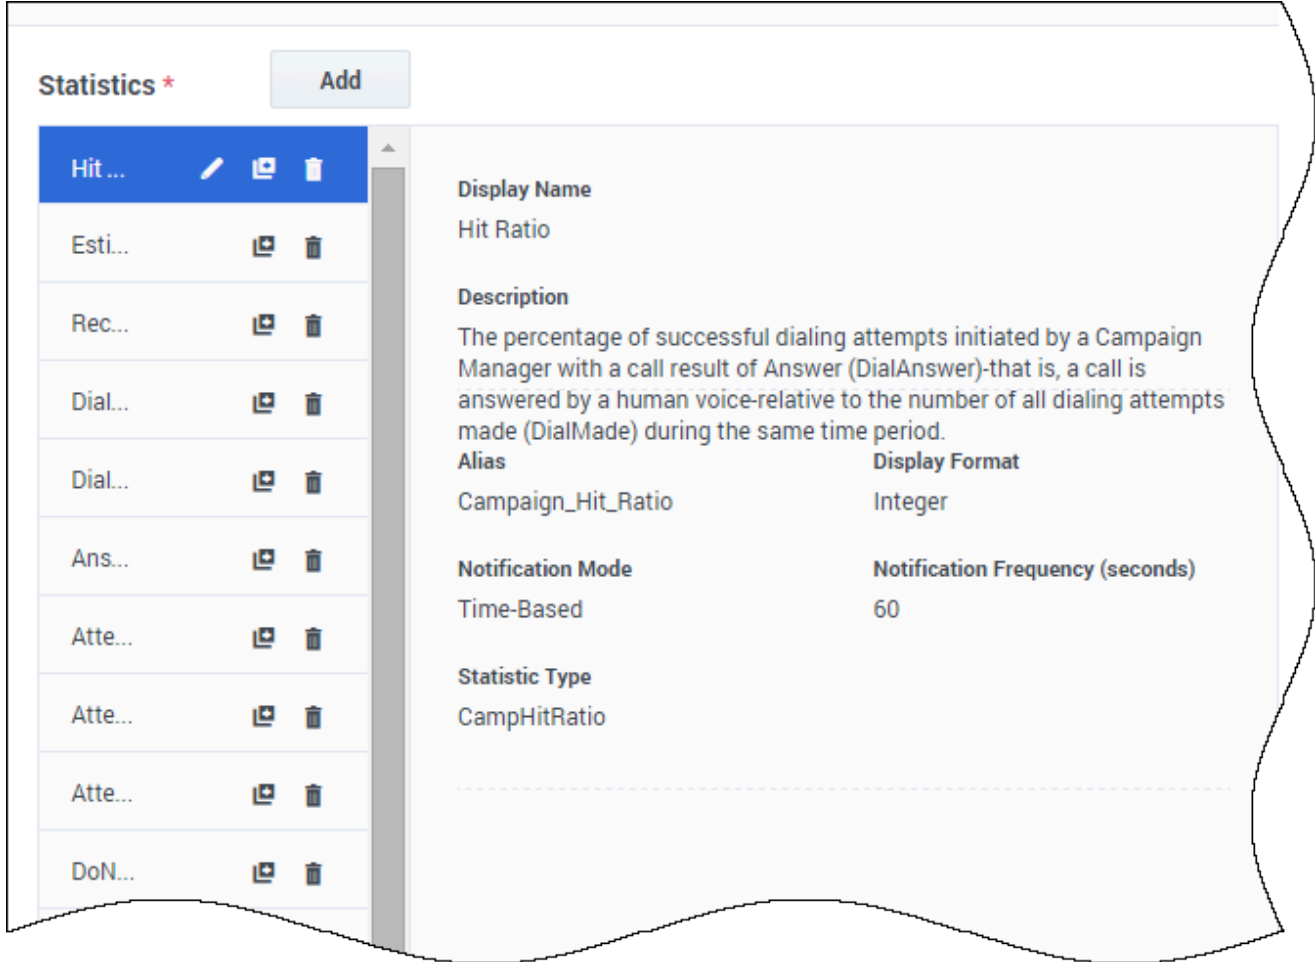 Statistics *
Add
Hit ...
Esti...
Rec...
Dial...
Dial...
Ans...
Atte...
Atte...
Atte...
DoN...
Display Name
Hit Ratio
Description
The percentage of successful dialing attempts initiated by a Campaign
Manager with a call result of Answer (DialAnswer)-that is, a call is
answered by a human voice-relative to the number of all dialing attempts
made (DialMade) during the same time period.
Alias
Campaign_Hit_Ratio
Display Format
Integer
Notification Mode
Time-Based
Notification Frequency (seconds)
60
Statistic Type
CampHitRatio